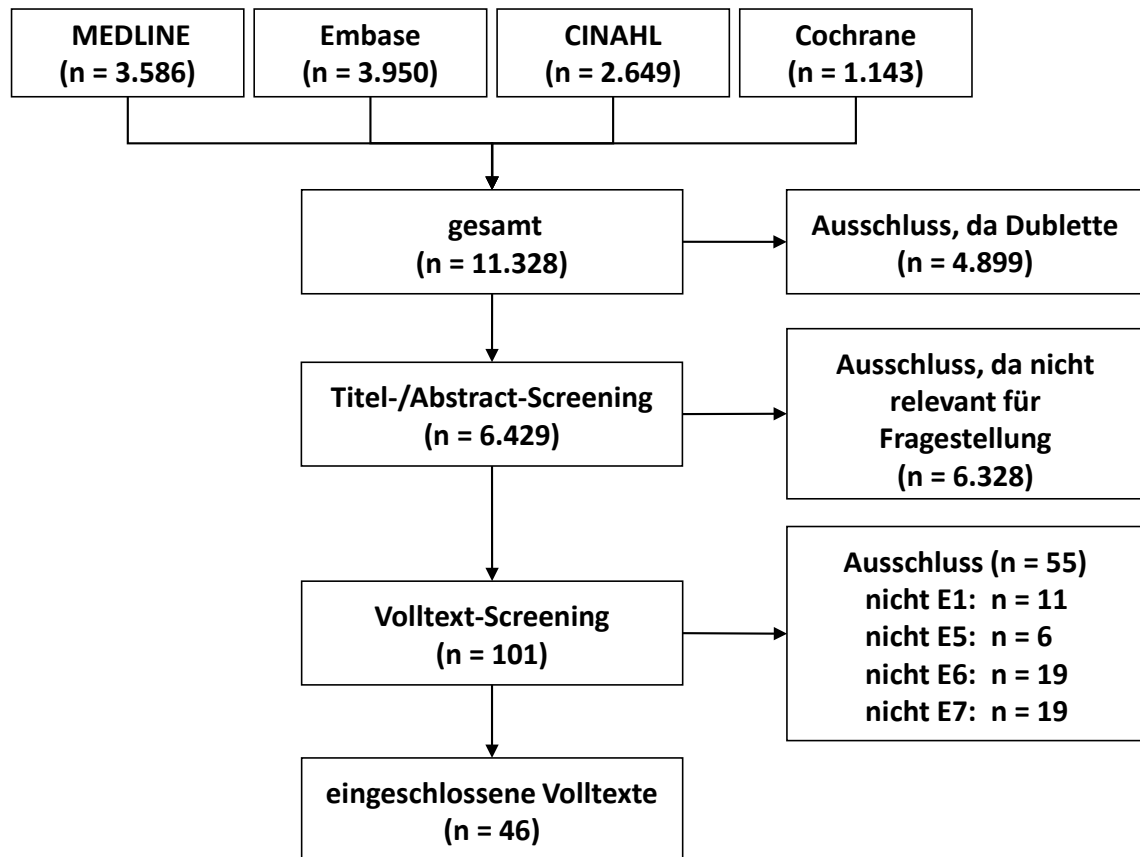 MEDLINE
(n = 3.586)
Embase
(n = 3.950)
CINAHL
(n = 2.649)
Cochrane
(n = 1.143)
gesamt
(n = 11.328)
Ausschluss, da Dublette
(n = 4.899)
Titel-/Abstract-Screening
(n = 6.429)
Ausschluss, da nicht
relevant für
Fragestellung
(n = 6.328)
Volltext-Screening
(n = 101)
Ausschluss (n = 55)
nicht E1: n = 11
nicht E5: n = 6
nicht E6: n = 19
nicht E7: n = 19
eingeschlossene Volltexte
(n = 46)